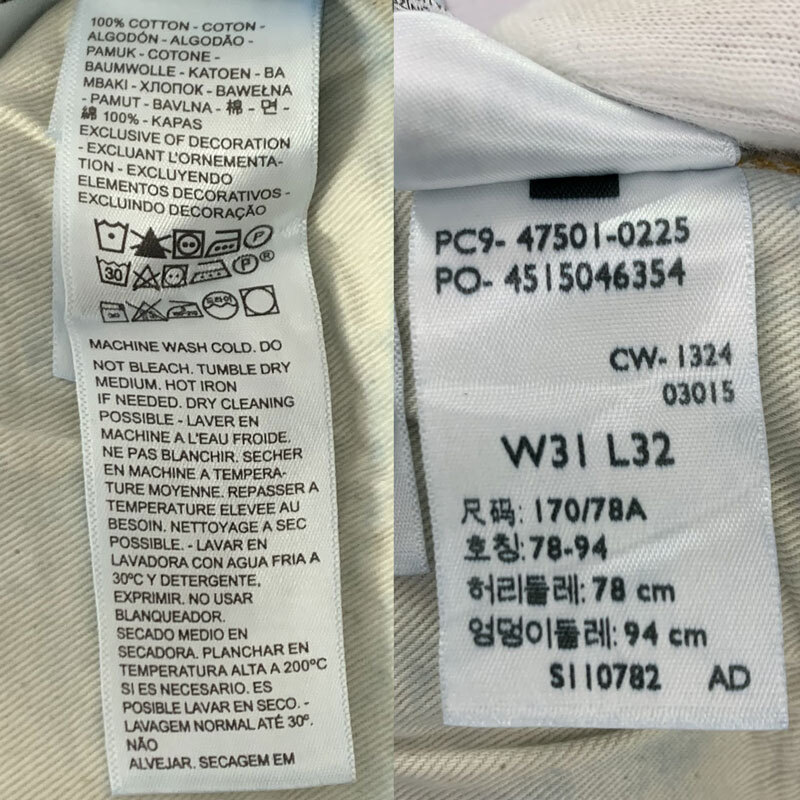 100% COTTON - COTON -
ALGODÓN - ALGODÃO -
PAMUK - COTONE -
BAUMWOLLE - KATOEN - BA
MBAKI - ХЛОПОК - BAWEŁNA
- PAMUT - BAVLNA - 棉 - 면 -
綿 100% - KAPAS
EXCLUSIVE OF DECORATION
- EXCLUANT L'ORNEMENTA-
TION - EXCLUYENDO
ELEMENTOS DECORATIVOS -
EXCLUINDO DECORAÇÃO
P
30 P ®
드라이
MACHINE WASH COLD. DO
NOT BLEACH. TUMBLE DRY
MEDIUM. HOT IRON
IF NEEDED. DRY CLEANING
POSSIBLE - LAVER EN
MACHINE A L'EAU FROIDE.
NE PAS BLANCHIR. SECHER
EN MACHINE A TEMPERA-
TURE MOYENNE. REPASSER A
TEMPERATURE ELEVEE AU
BESOIN. NETTOYAGE A SEC
POSSIBLE. - LAVAR EN
LAVADORA CON AGUA FRIA A
30ºC Y DETERGENTE,
EXPRIMIR. NO USAR
BLANQUEADOR.
SECADO MEDIO EN
SECADORA. PLANCHAR EN
TEMPERATURA ALTA A 200ºC
SI ES NECESARIO. ES
POSIBLE LAVAR EN SECO. -
LAVAGEM NORMAL ATÉ 30º.
NÃO
ALVEJAR. SECAGEM EM
PC9- 47501-0225
PO- 4515046354
CW- 1324
03015
W31 L32
尺码: 170/78A
호칭: 78-94
허리둘레: 78 cm
엉덩이둘레: 94 cm
S110782 AD